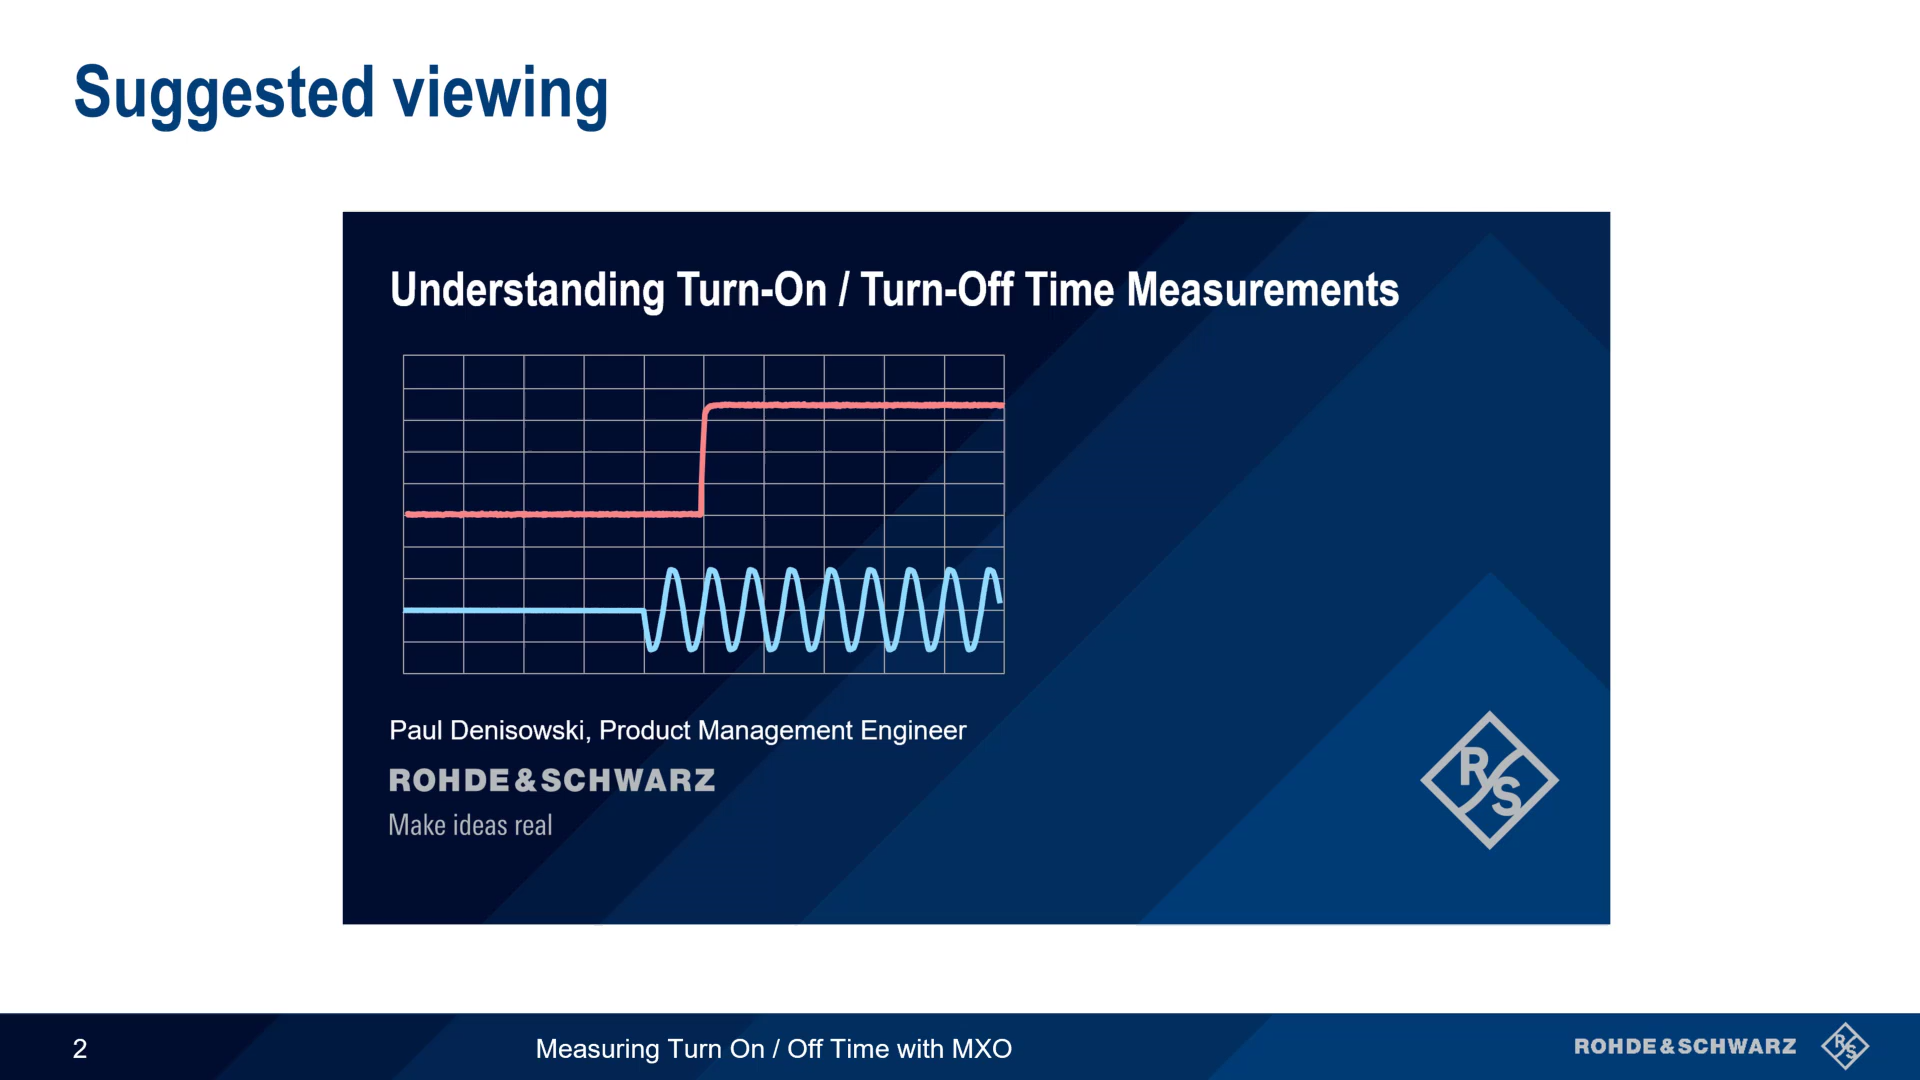 Suggested viewing
Understanding Turn-On / Turn-Off Time Measurements
Paul Denisowski, Product Management Engineer
ROHDE&SCHWARZ
Make ideas real
R S
2
Measuring Turn On / Off Time with MXO
ROHDE&SCHWARZ
R S